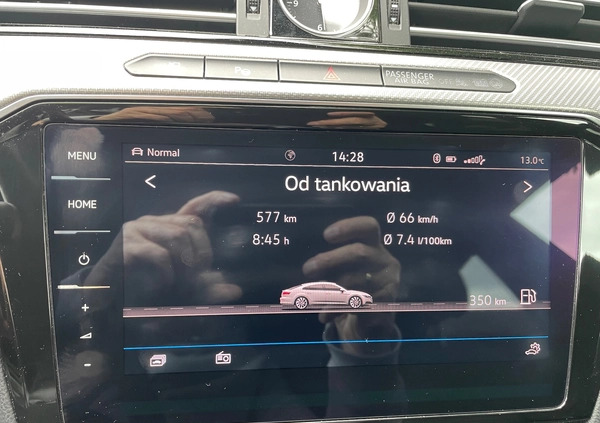 PASSENGER
AIR BAG
MENU
HOME
Normal
14:28
13.0°C
Od tankowania
577 km
Ø 66 km/h
8:45 h
Ø 7.4 l/100km
350 km
+
-